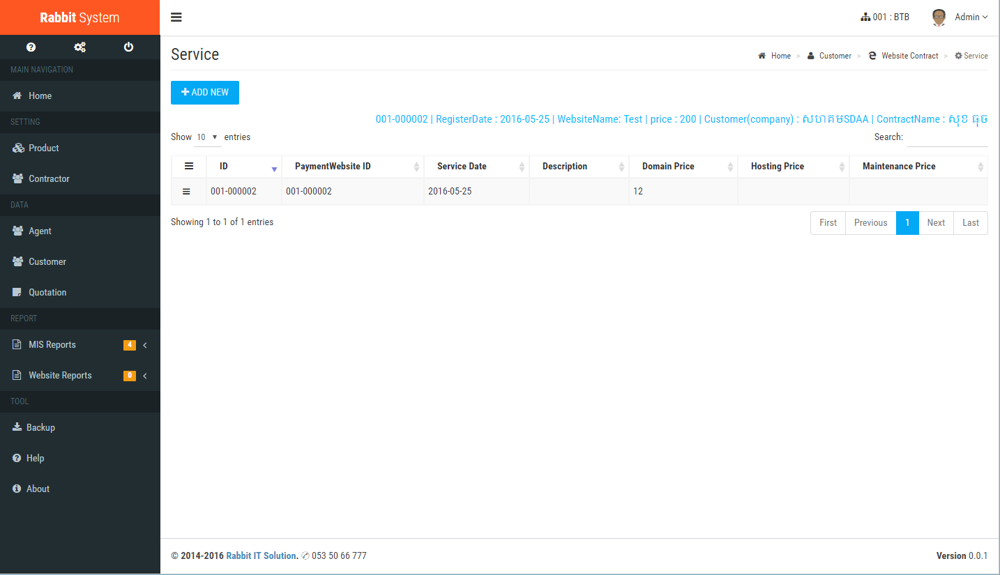 Rabbit System
001 : BTB
Admin
MAIN NAVIGATION
Home
SETTING
Product
Contractor
DATA
Agent
Customer
Quotation
REPORT
MIS Reports 4
Website Reports 0
TOOL
Backup
Help
About
Service
Home > Customer > Website Contract > Service
ADD NEW
001-000002 | RegisterDate : 2016-05-25 | WebsiteName: Test | price : 200 | Customer(company) : សហគមSDAA | ContractName : សុខ ធុច
Show 10 entries
Search:
ID PaymentWebsite ID Service Date Description Domain Price Hosting Price Maintenance Price
001-000002 001-000002 2016-05-25 12
Showing 1 to 1 of 1 entries
First Previous 1 Next Last
© 2014-2016 Rabbit IT Solution. ✆ 053 50 66 777
Version 0.0.1